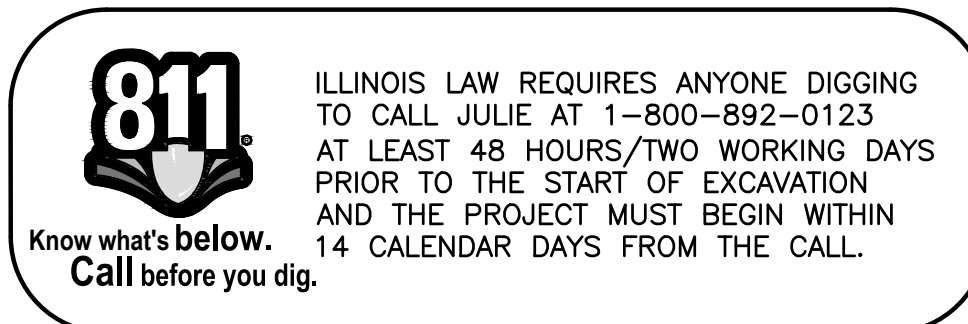 811®
Know what's below.
Call before you dig.
ILLINOIS LAW REQUIRES ANYONE DIGGING
TO CALL JULIE AT 1-800-892-0123
AT LEAST 48 HOURS/TWO WORKING DAYS
PRIOR TO THE START OF EXCAVATION
AND THE PROJECT MUST BEGIN WITHIN
14 CALENDAR DAYS FROM THE CALL.